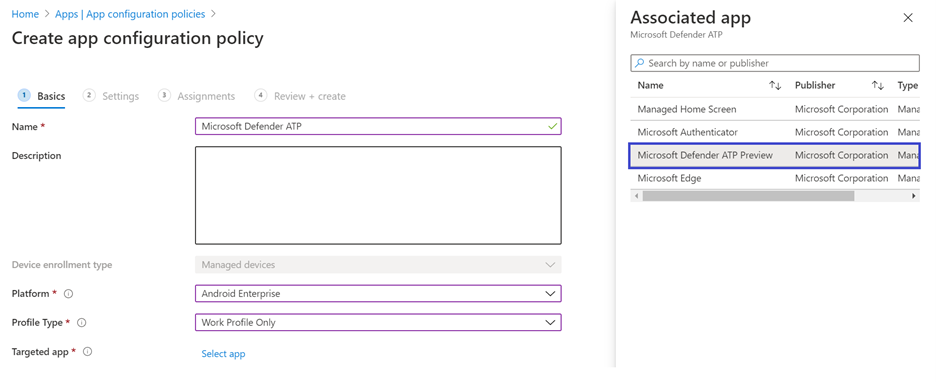 Home > Apps | App configuration policies >
Create app configuration policy
1 Basics 2 Settings 3 Assignments 4 Review + create
Name * Microsoft Defender ATP
Description
Device enrollment type Managed devices
Platform * Android Enterprise
Profile Type * Work Profile Only
Targeted app * Select app
Associated app
Microsoft Defender ATP
Search by name or publisher
Name Publisher Type
Managed Home Screen Microsoft Corporation Mana
Microsoft Authenticator Microsoft Corporation Mana
Microsoft Defender ATP Preview Microsoft Corporation Mana
Microsoft Edge Microsoft Corporation Mana